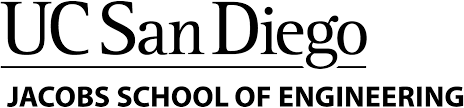 UC San Diego
JACOBS SCHOOL OF ENGINEERING